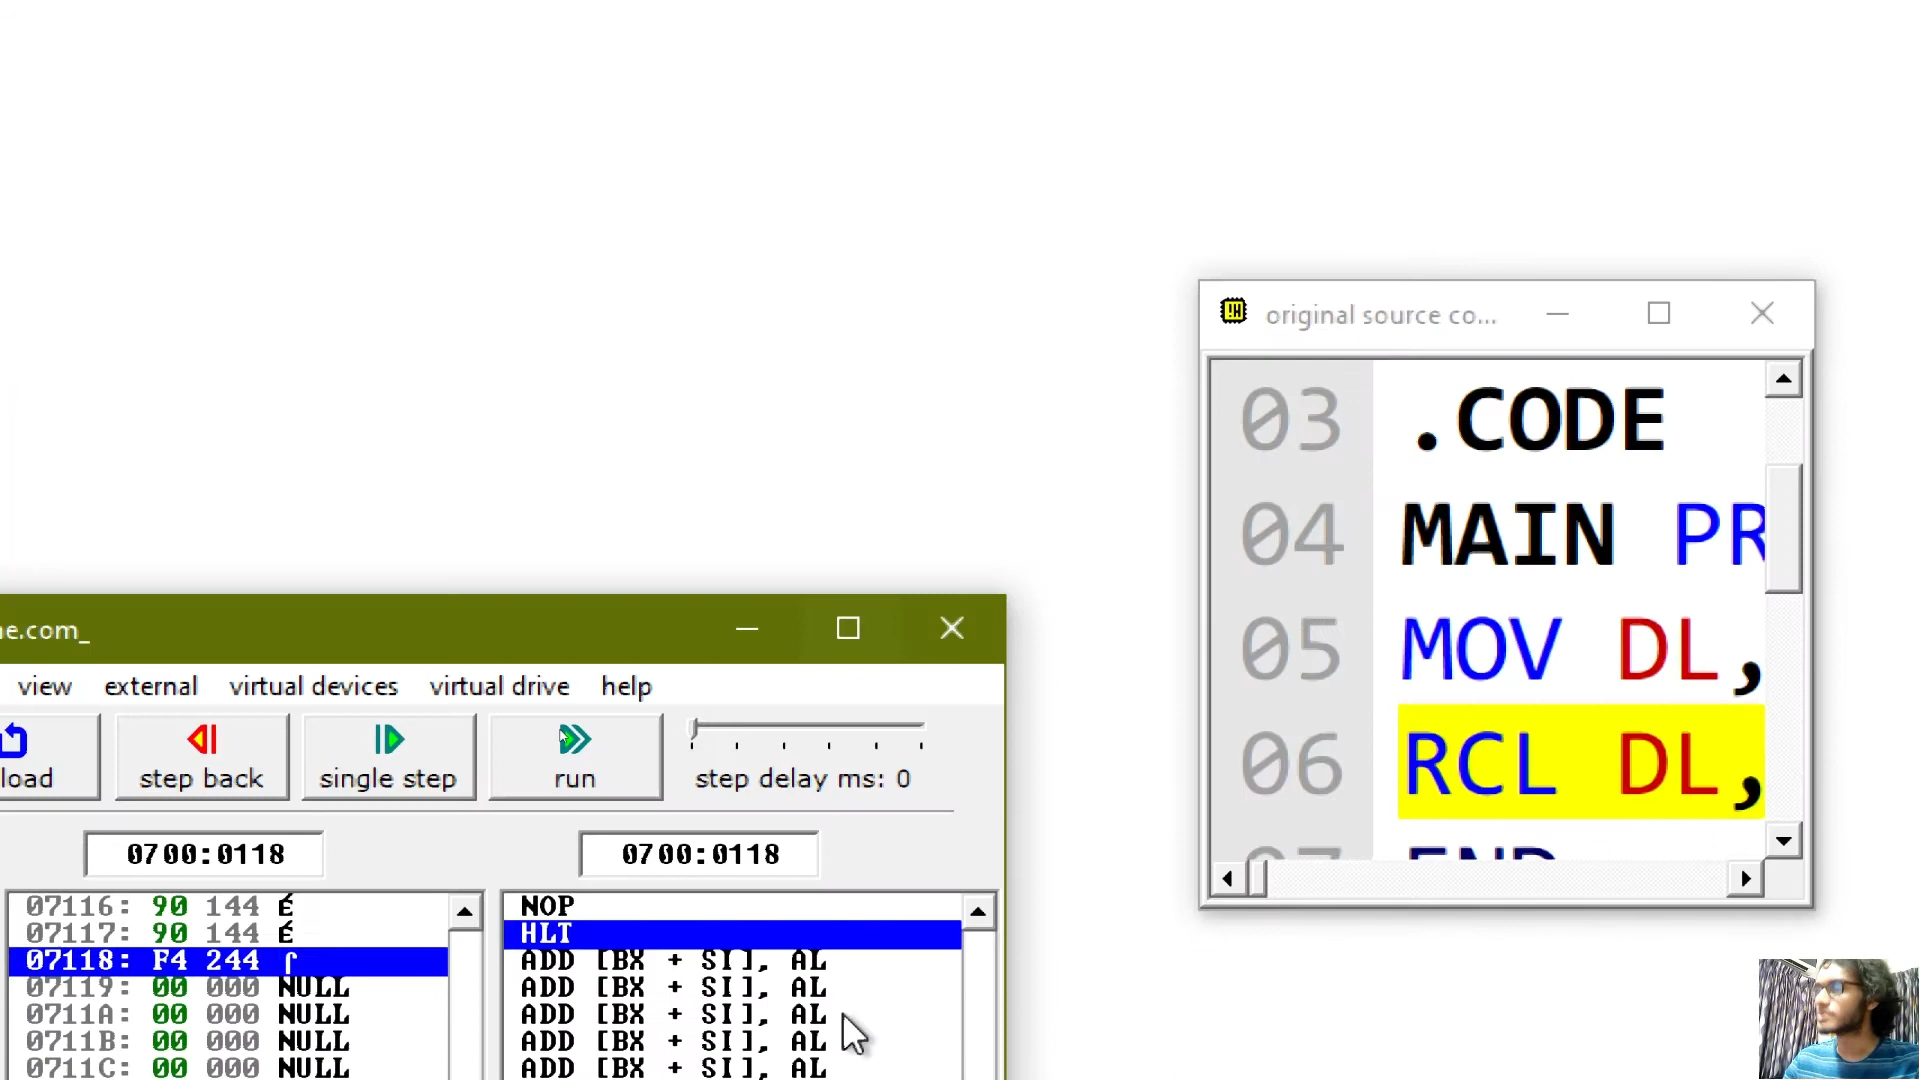 original source co...
03 .CODE
04 MAIN PR
05 MOV DL,
06 RCL DL,
07 END
ne.com_
view external virtual devices virtual drive help
load step back single step run step delay ms: 0
0700:0118 0700:0118
07116: 90 144 É
07117: 90 144 É
07118: F4 244 ⌠
07119: 00 000 NULL
0711A: 00 000 NULL
0711B: 00 000 NULL
0711C: 00 000 NULL
NOP
HLT
ADD [BX + SI], AL
ADD [BX + SI], AL
ADD [BX + SI], AL
ADD [BX + SI], AL
ADD [BX + SI], AL